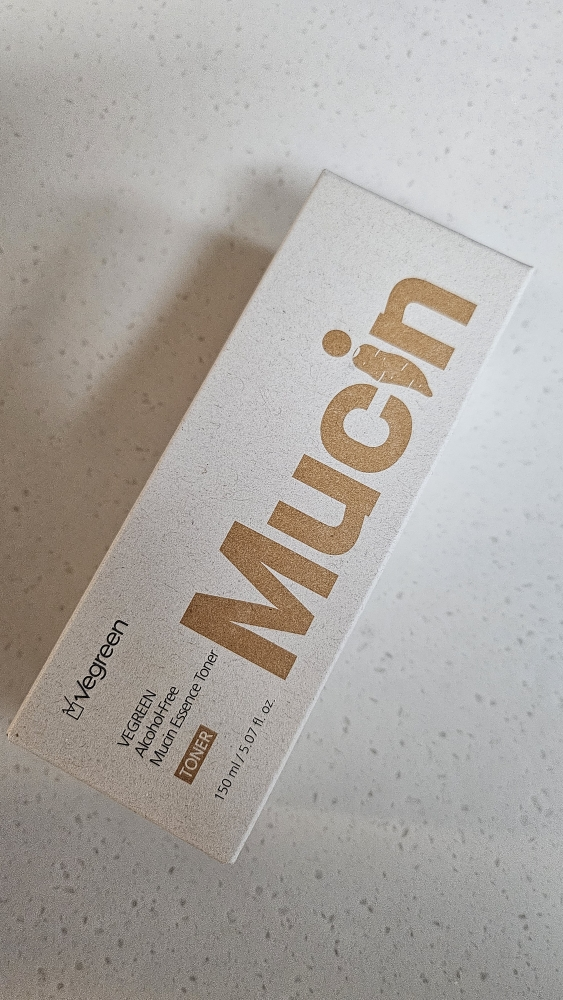 Mucin
Vegreen
VEGREEN
Alcohol-Free
Mucin Essence Toner
TONER
150 ml / 5.07 fl. oz